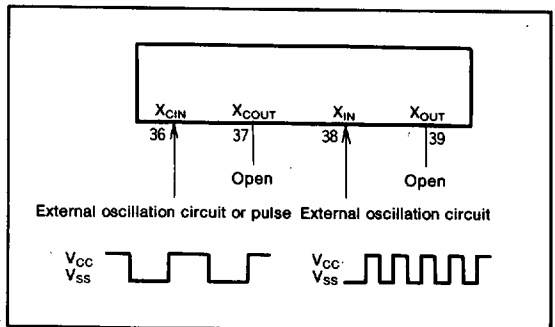 XCIN XCOUT XIN XOUT
36 37 38 39
Open Open
External oscillation circuit or pulse External oscillation circuit
VCC VCC
VSS VSS